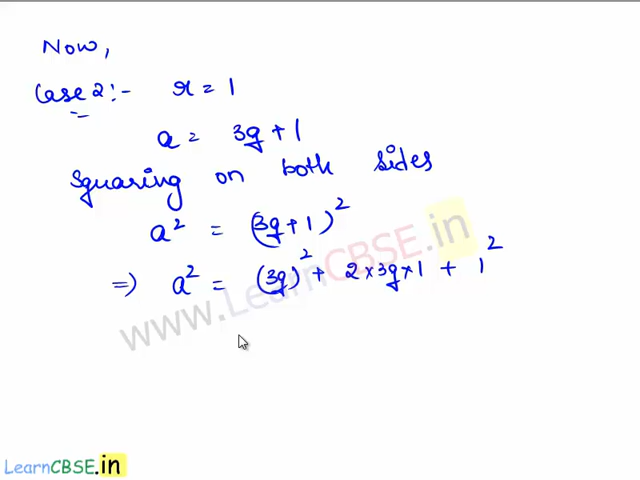 Now,
Case 2:- r = 1
a = 3q + 1
Squaring on both sides
a² = (3q + 1)²
⇒) a² = (3q)² + 2×3q×1 + 1²
www.LearnCBSE.in
LearnCBSE.in